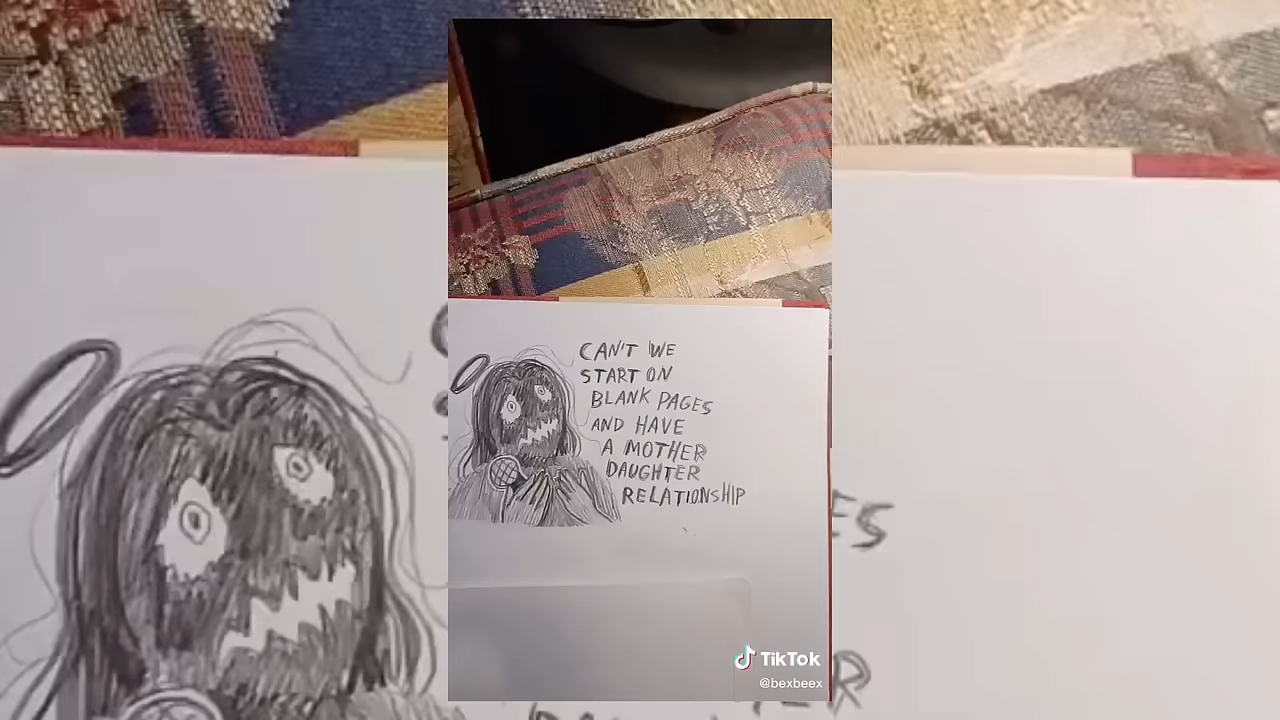 CAN'T WE
START ON
BLANK PAGES
AND HAVE
A MOTHER
DAUGHTER
RELATIONSHIP
TikTok
@bexbeex